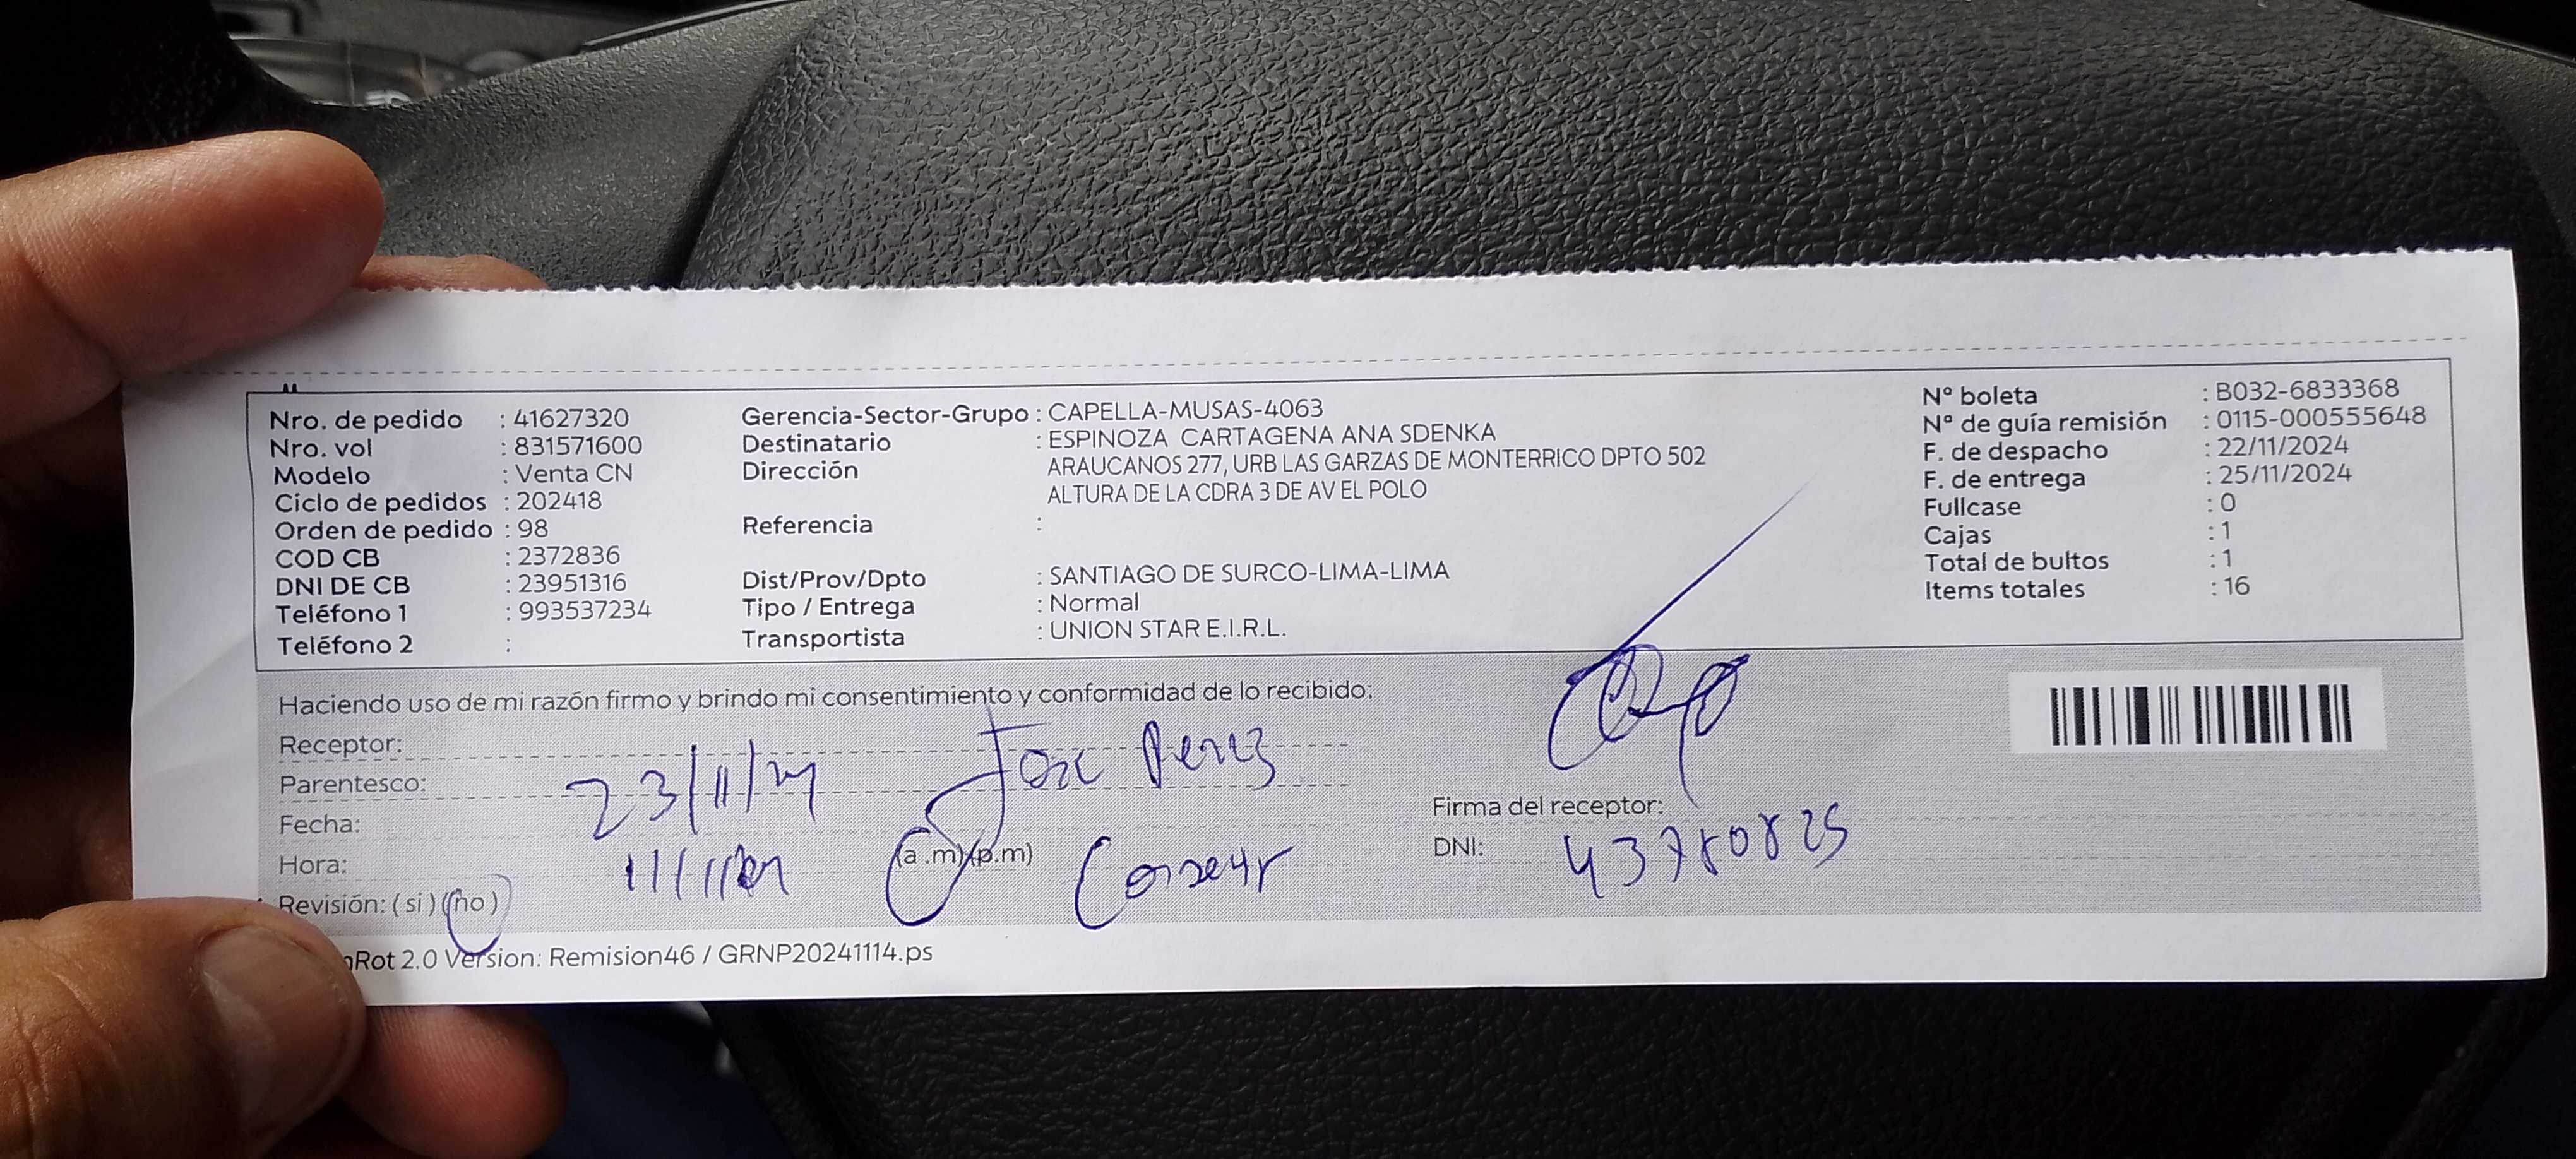 Nro. de pedido : 41627320
Nro. vol : 831571600
Modelo : Venta CN
Ciclo de pedidos : 202418
Orden de pedido : 98
COD CB : 2372836
DNI DE CB : 23951316
Teléfono 1 : 993537234
Teléfono 2 :
Gerencia-Sector-Grupo : CAPELLA-MUSAS-4063
Destinatario : ESPINOZA CARTAGENA ANA SDENKA
Dirección ARAUCANOS 277, URB LAS GARZAS DE MONTERRICO DPTO 502
ALTURA DE LA CDRA 3 DE AV EL POLO
Referencia :
Dist/Prov/Dpto : SANTIAGO DE SURCO-LIMA-LIMA
Tipo / Entrega : Normal
Transportista : UNION STAR E.I.R.L.
N° boleta : B032-6833368
Nª de guía remisión : 0115-000555648
F. de despacho : 22/11/2024
F. de entrega : 25/11/2024
Fullcase : 0
Cajas : 1
Total de bultos : 1
Items totales : 16
Haciendo uso de mi razón firmo y brindo mi consentimiento y conformidad de lo recibido:
Receptor: Jose Perez
Parentesco:
Fecha: 23/11/24
Hora: (a .m) (p.m)
Revisión: ( si ) ( no )
Firma del receptor:
DNI: 43780825
Rot 2.0 Version: Remision46 / GRNP20241114.ps